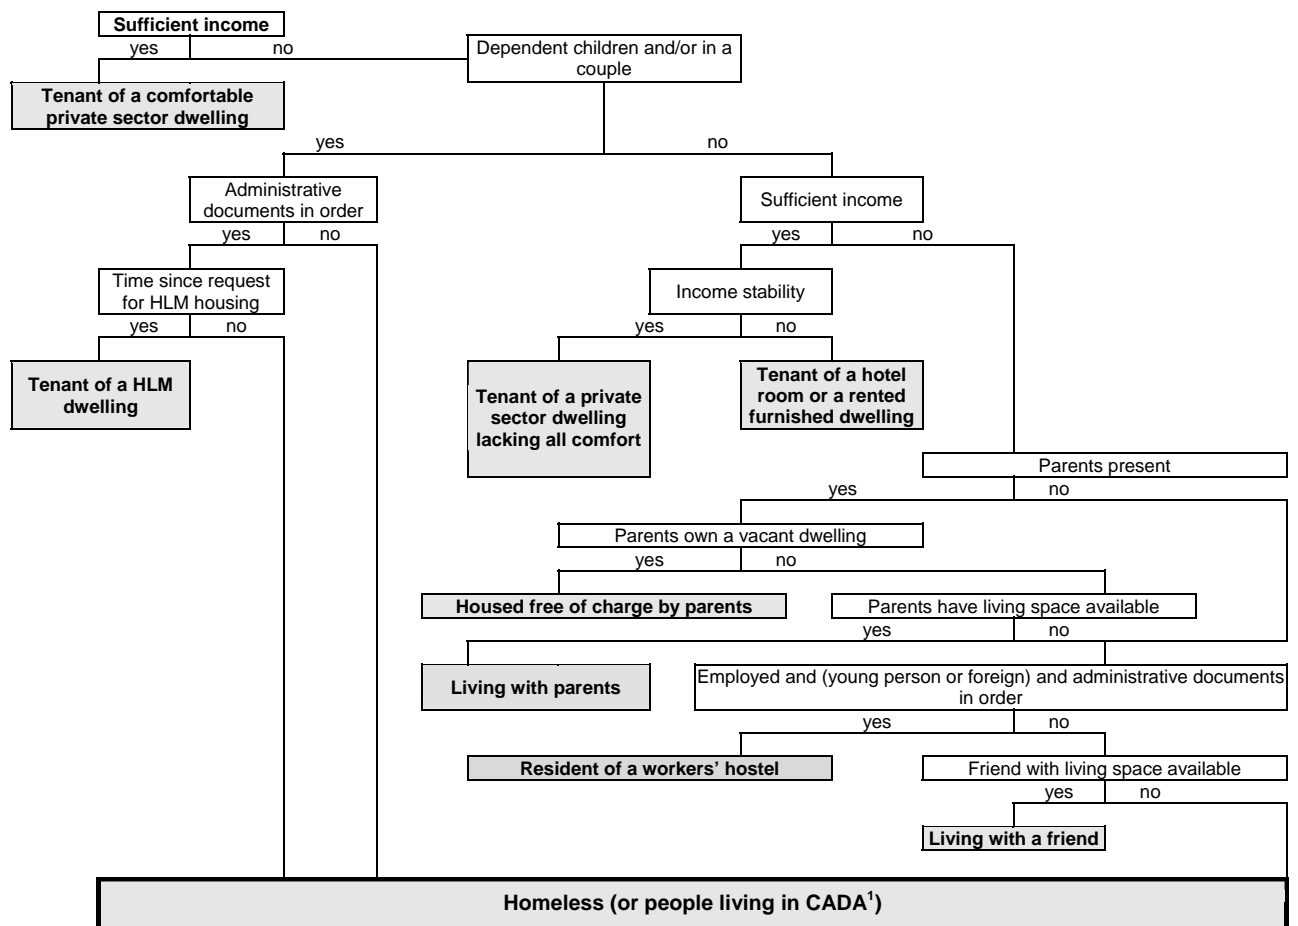 Sufficient income
yes
no
Dependent children and/or in a
couple
Tenant of a comfortable
private sector dwelling
yes
no
Administrative
documents in order
Sufficient income
yes
no
yes
no
Time since request
for HLM housing
Income stability
yes
no
yes
no
Tenant of a HLM
dwelling
Tenant of a private
sector dwelling
lacking all comfort
Tenant of a hotel
room or a rented
furnished dwelling
Parents present
yes
no
Parents own a vacant dwelling
yes
no
Housed free of charge by parents
Parents have living space available
yes
no
Living with parents
Employed and (young person or foreign) and administrative documents
in order
yes
no
Resident of a workers’ hostel
Friend with living space available
yes
no
Living with a friend
Homeless (or people living in CADA¹)